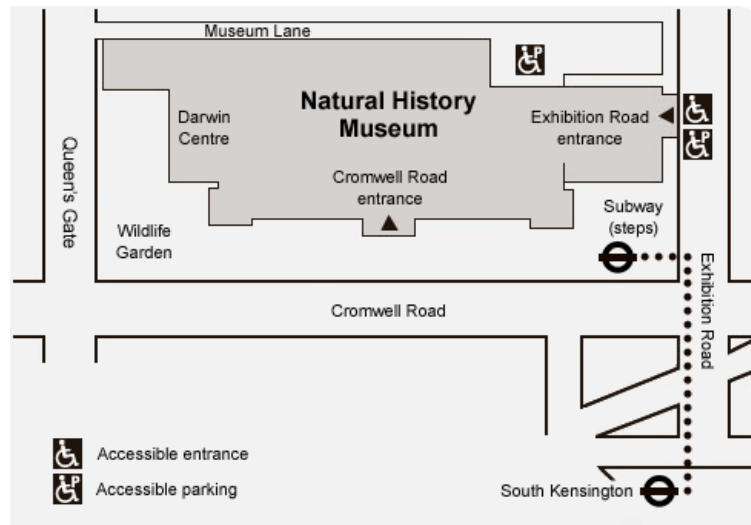 Museum Lane
Natural History
Museum
Darwin
Centre
Exhibition Road
entrance
Cromwell Road
entrance
Queen's Gate
Wildlife
Garden
Subway
(steps)
Exhibition Road
Cromwell Road
Accessible entrance
Accessible parking
South Kensington
P
P
P